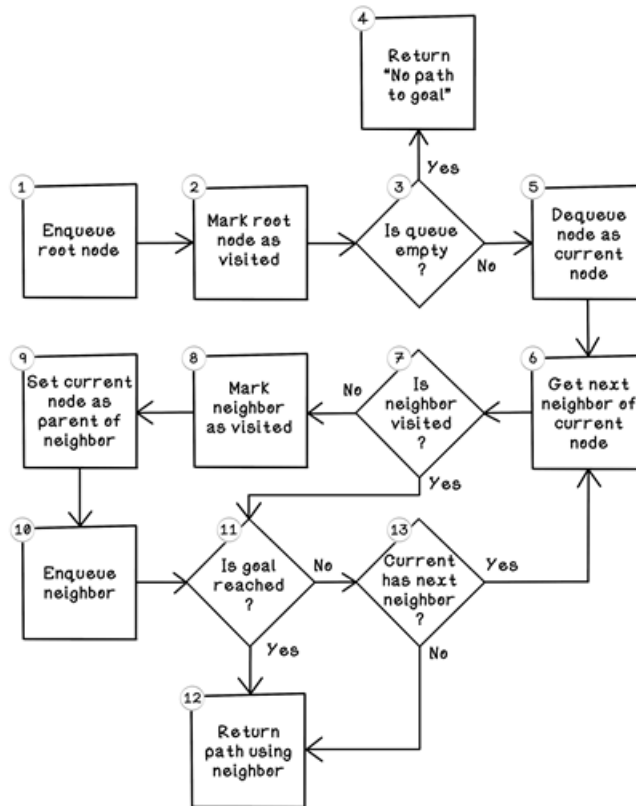 4
Return
"No path
to goal"
Yes
1
Enqueue
root node
2
Mark root
node as
visited
3
Is queue
empty
?
No
5
Dequeue
node as
current
node
9
Set current
node as
parent of
neighbor
8
Mark
neighbor
as visited
No
7
Is
neighbor
visited
?
Yes
6
Get next
neighbor of
current
node
10
Enqueue
neighbor
11
Is goal
reached
?
No
Yes
13
Current
has next
neighbor
?
Yes
No
12
Return
path using
neighbor